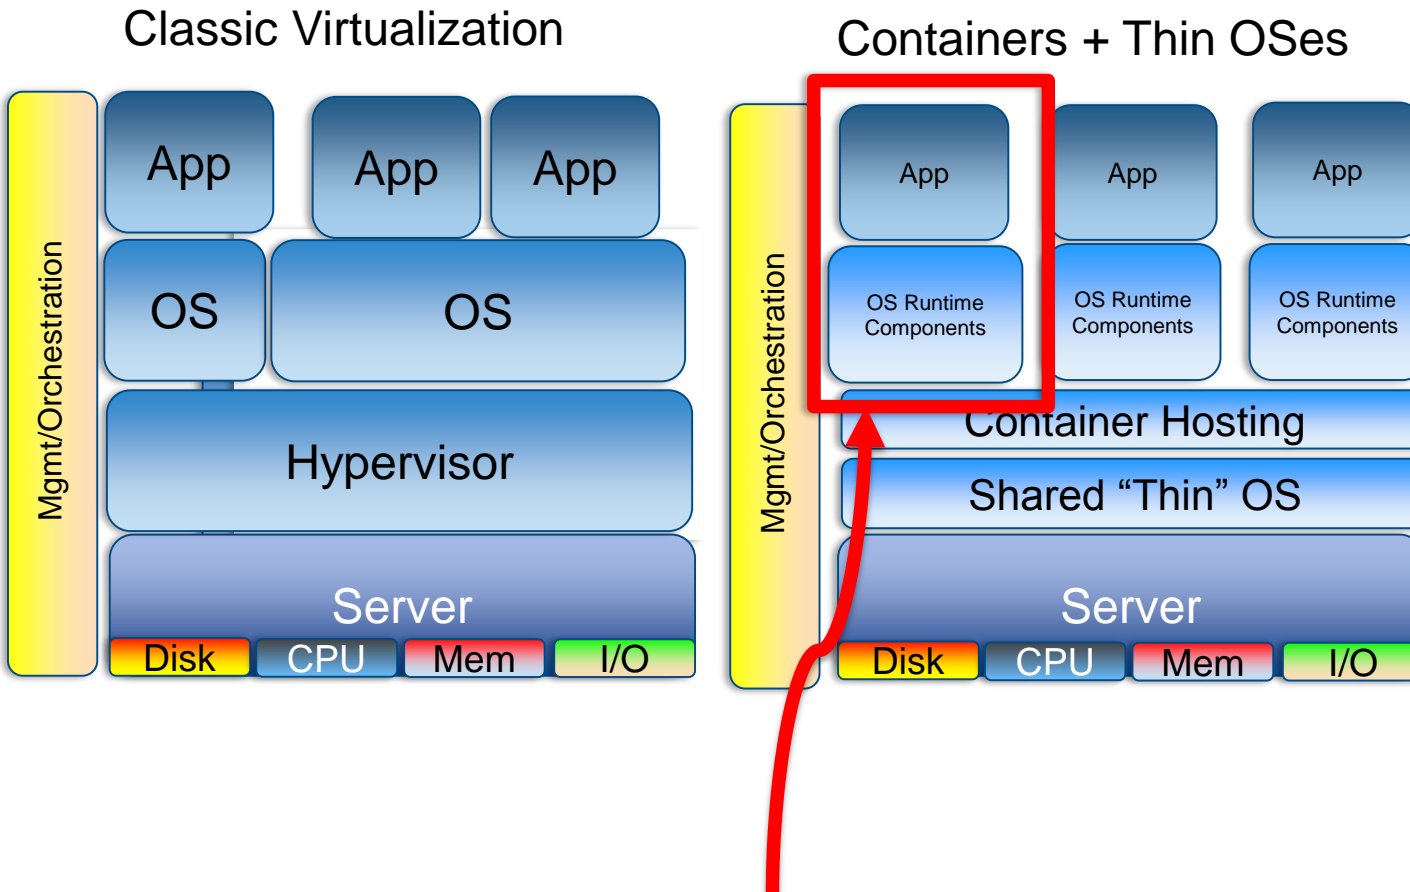 Classic Virtualization
Mgmt/Orchestration
App
App
App
OS
OS
Hypervisor
Server
Disk
CPU
Mem
I/O
Containers + Thin OSes
Mgmt/Orchestration
App
App
App
OS Runtime
Components
OS Runtime
Components
OS Runtime
Components
Container Hosting
Shared “Thin” OS
Server
Disk
CPU
Mem
I/O